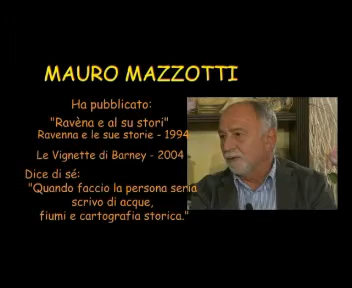 MAURO MAZZOTTI
Ha pubblicato:
"Ravèna e al su stori"
Ravenna e le sue storie - 1994
Le Vignette di Barney - 2004
Dice di sé:
"Quando faccio la persona seria
scrivo di acque,
fiumi e cartografia storica."